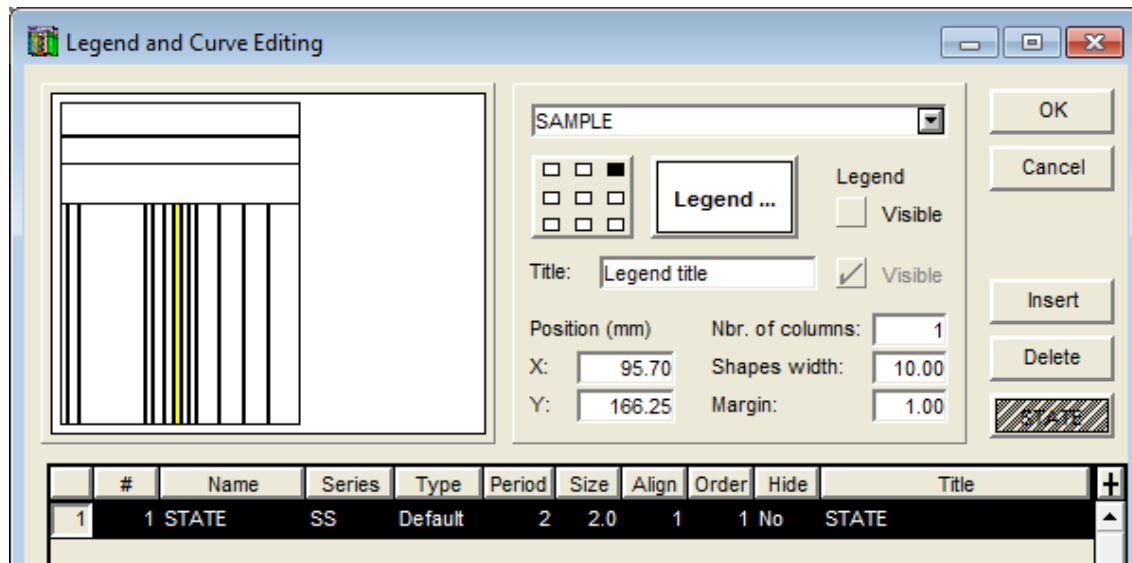 Legend and Curve Editing
SAMPLE
OK
Cancel
Legend ...
Legend
Visible
Title: Legend title
Visible
Position (mm)
Nbr. of columns: 1
X: 95.70
Shapes width: 10.00
Y: 166.25
Margin: 1.00
Insert
Delete
STATE
# Name Series Type Period Size Align Order Hide Title +
1 1 STATE SS Default 2 2.0 1 1 No STATE